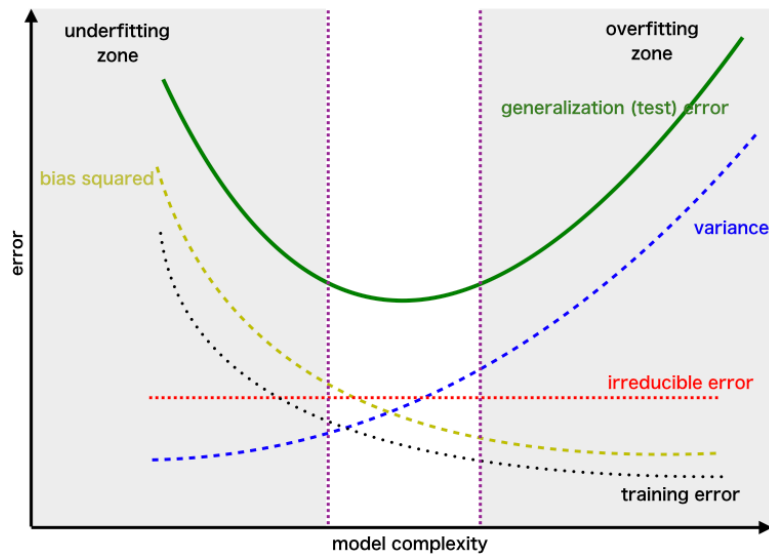 underfitting
zone
overfitting
zone
generalization (test) error
bias squared
variance
error
irreducible error
training error
model complexity